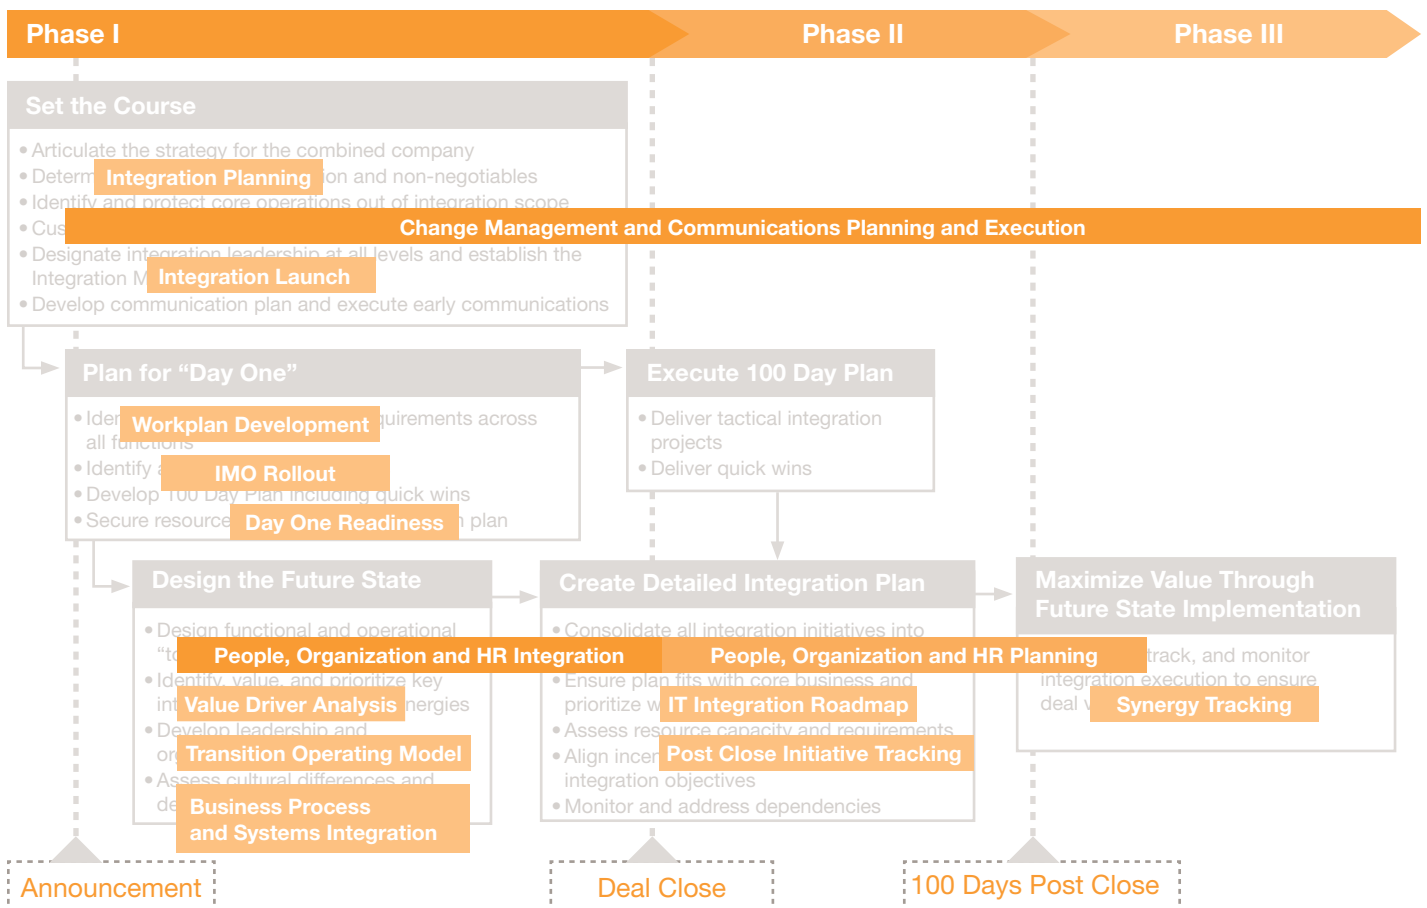 Phase I
Phase II
Phase III
Set the Course
• Articulate the strategy for the combined company
Integration Planning
ion and non-negotiables
• Identify and protect core operations out of integration scope
Change Management and Communications Planning and Execution
• Designate integration leadership at all levels and establish the
Integration
Integration Launch
• Develop communication plan and execute early communications
Plan for “Day One”
Workplan Development
quirements across
all functions
• Identify
IMO Rollout
• Develop 100 Day Plan including quick wins
• Secure resource
Day One Readiness
plan
Execute 100 Day Plan
• Deliver tactical integration
projects
• Deliver quick wins
Design the Future State
• Design functional and operational
People, Organization and HR Integration
• Identify, value, and prioritize key
Value Driver Analysis
nergies
• Develop leadership and
Transition Operating Model
• Assess cultural differences and
Business Process
and Systems Integration
Create Detailed Integration Plan
• Consolidate all integration initiatives into
People, Organization and HR Planning
• Ensure plan fits with core business and
prioritize
IT Integration Roadmap
• Assess resource capacity and requirements
• Align incen
Post Close Initiative Tracking
integration objectives
• Monitor and address dependencies
Maximize Value Through
Future State Implementation
track, and monitor
integration execution to ensure
deal
Synergy Tracking
Announcement
Deal Close
100 Days Post Close